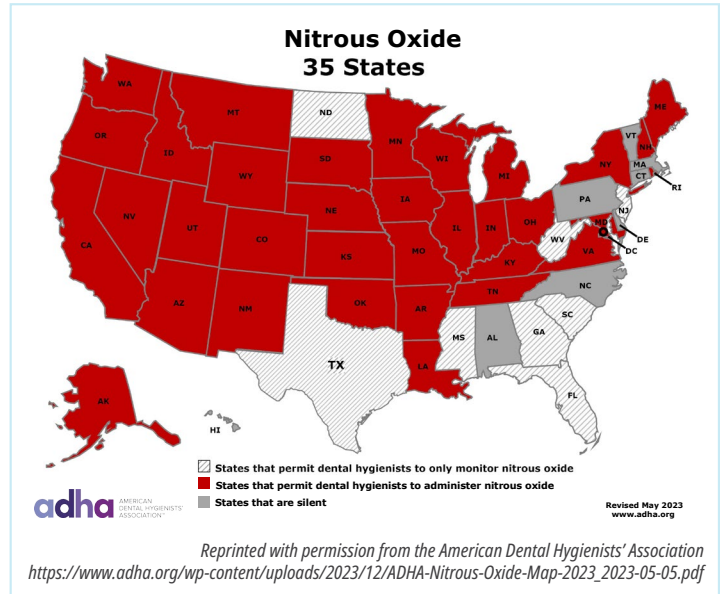 Nitrous Oxide
35 States
WA
ME
MT
ND
VT
MN
OR
NH
ID
SD
WI
NY
MA
WY
MI
CT
RI
IA
PA
NE
NJ
NV
OH
IL
IN
MD
DE
UT
WV
CO
DC
CA
VA
KS
MO
KY
NC
TN
OK
AZ
NM
AR
SC
MS
AL
GA
TX
LA
FL
AK
HI
States that permit dental hygienists to only monitor nitrous oxide
States that permit dental hygienists to administer nitrous oxide
States that are silent
adha AMERICAN
DENTAL HYGIENISTS'
ASSOCIATION™
Revised May 2023
www.adha.org
Reprinted with permission from the American Dental Hygienists' Association
https://www.adha.org/wp-content/uploads/2023/12/ADHA-Nitrous-Oxide-Map-2023_2023-05-05.pdf